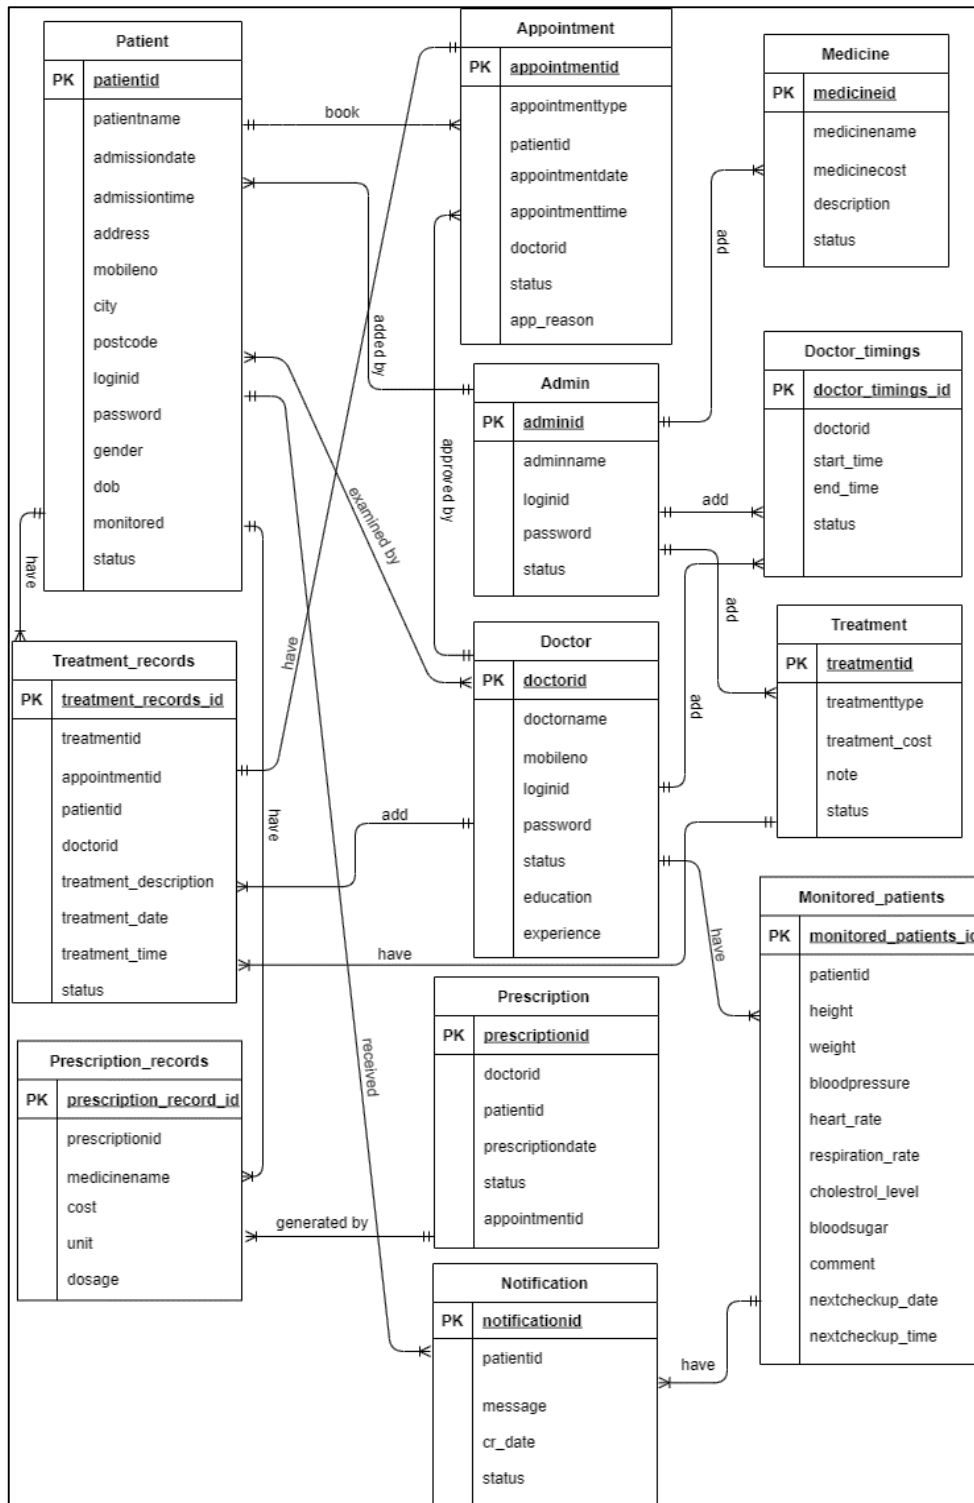 Patient
PK patientid
patientname
admissiondate
admissiontime
address
mobileno
city
postcode
loginid
password
gender
dob
monitored
status
Appointment
PK appointmentid
appointmenttype
patientid
appointmentdate
appointmenttime
doctorid
status
app_reason
Medicine
PK medicineid
medicinename
medicinecost
description
status
book
added by
add
Admin
PK adminid
adminname
loginid
password
status
Doctor_timings
PK doctor_timings_id
doctorid
start_time
end_time
status
approved by
examined by
add
add
have
have
add
Treatment_records
PK treatment_records_id
treatmentid
appointmentid
patientid
doctorid
treatment_description
treatment_date
treatment_time
status
Doctor
PK doctorid
doctorname
mobileno
loginid
password
status
education
experience
Treatment
PK treatmentid
treatmenttype
treatment_cost
note
status
have
add
have
have
received
Prescription_records
PK prescription_record_id
prescriptionid
medicinename
cost
unit
dosage
Prescription
PK prescriptionid
doctorid
patientid
prescriptiondate
status
appointmentid
Monitored_patients
PK monitored_patients_id
patientid
height
weight
bloodpressure
heart_rate
respiration_rate
cholestrol_level
bloodsugar
comment
nextcheckup_date
nextcheckup_time
generated by
Notification
PK notificationid
patientid
message
cr_date
status
have